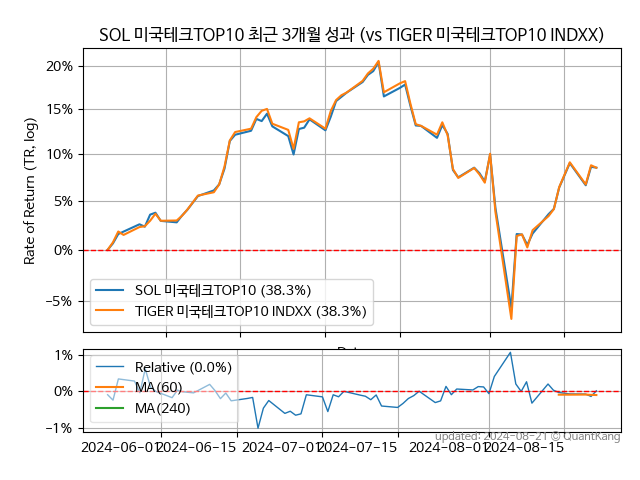 SOL 미국테크TOP10 최근 3개월 성과 (vs TIGER 미국테크TOP10 INDXX)
Rate of Return (TR, log)
20%
15%
10%
5%
0%
−5%
SOL 미국테크TOP10 (38.3%)
TIGER 미국테크TOP10 INDXX (38.3%)
1%
0%
−1%
Relative (0.0%)
MA(60)
MA(240)
2024-06-01 2024-06-15 2024-07-01 2024-07-15 2024-08-01 2024-08-15
updated: 2024-08-21 © QuantKang